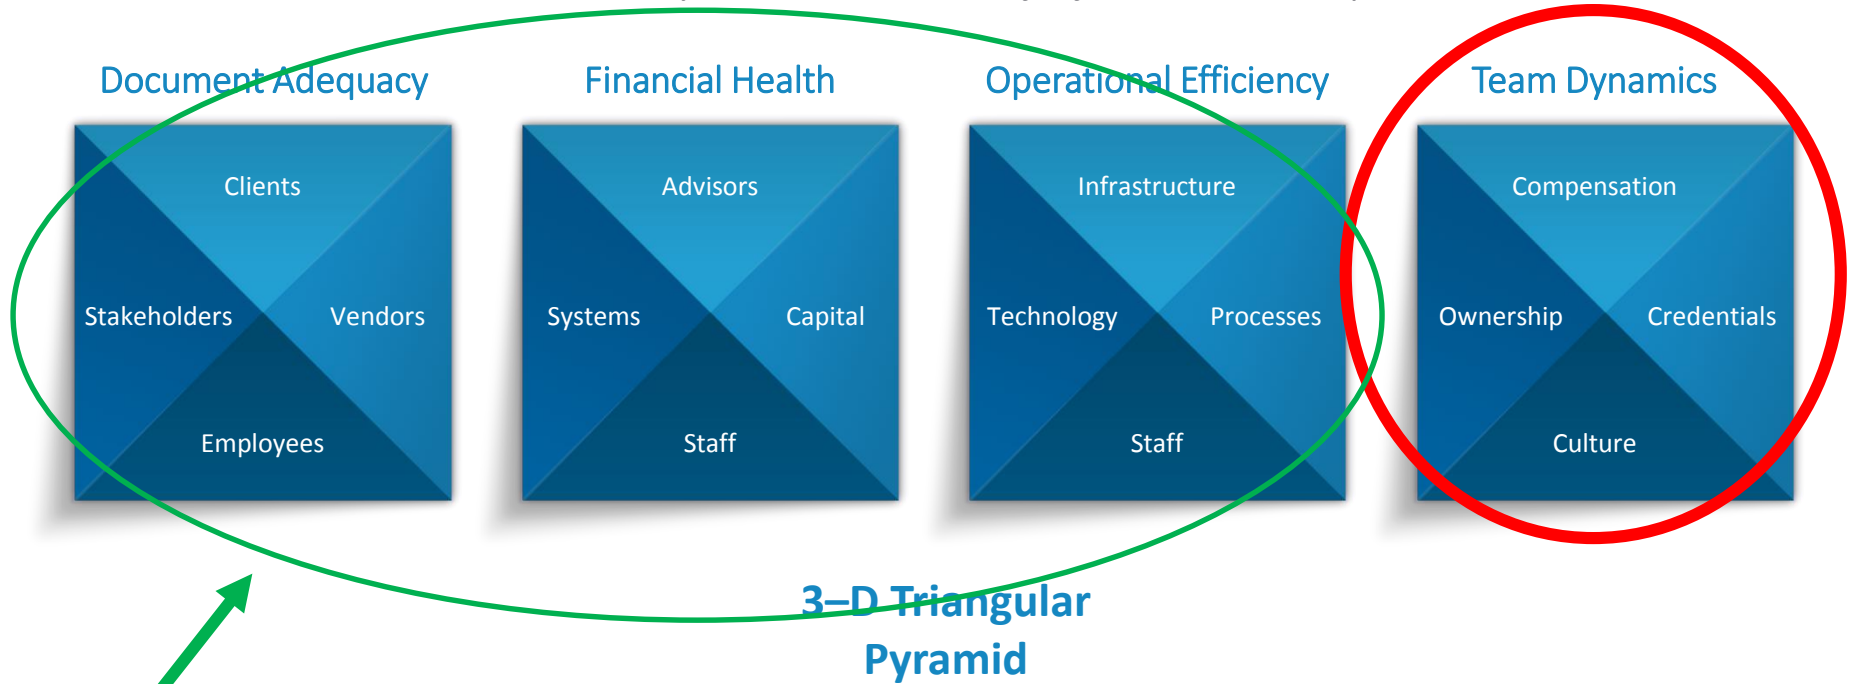 Document Adequacy
Financial Health
Operational Efficiency
Team Dynamics
Clients
Stakeholders
Vendors
Employees
Advisors
Systems
Capital
Staff
Infrastructure
Technology
Processes
Staff
Compensation
Ownership
Credentials
Culture
3–D Triangular
Pyramid